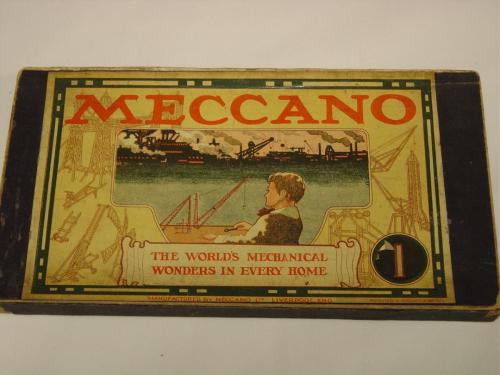 MECCANO
THE WORLD'S MECHANICAL
WONDERS IN EVERY HOME
1
MANUFACTURED BY MECCANO LTD LIVERPOOL ENG